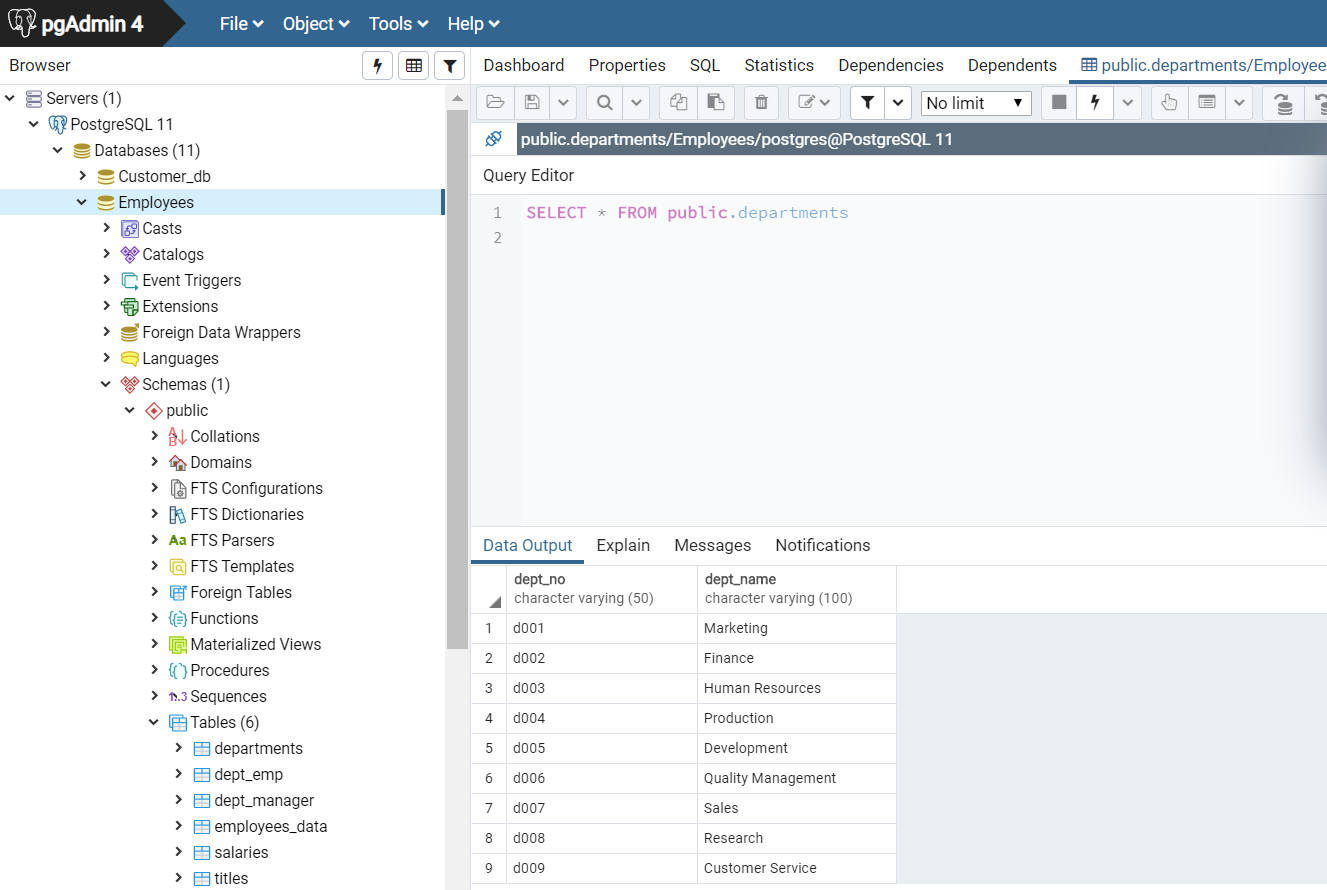 pgAdmin 4
File Object Tools Help
Browser
Dashboard Properties SQL Statistics Dependencies Dependents public.departments/Employee
Servers (1)
PostgreSQL 11
Databases (11)
Customer_db
Employees
Casts
Catalogs
Event Triggers
Extensions
Foreign Data Wrappers
Languages
Schemas (1)
public
Collations
Domains
FTS Configurations
FTS Dictionaries
Aa FTS Parsers
FTS Templates
Foreign Tables
Functions
Materialized Views
Procedures
1..3 Sequences
Tables (6)
departments
dept_emp
dept_manager
employees_data
salaries
titles
No limit
public.departments/Employees/postgres@PostgreSQL 11
Query Editor
1 SELECT * FROM public.departments
2
Data Output Explain Messages Notifications
dept_no dept_name
character varying (50) character varying (100)
1 d001 Marketing
2 d002 Finance
3 d003 Human Resources
4 d004 Production
5 d005 Development
6 d006 Quality Management
7 d007 Sales
8 d008 Research
9 d009 Customer Service